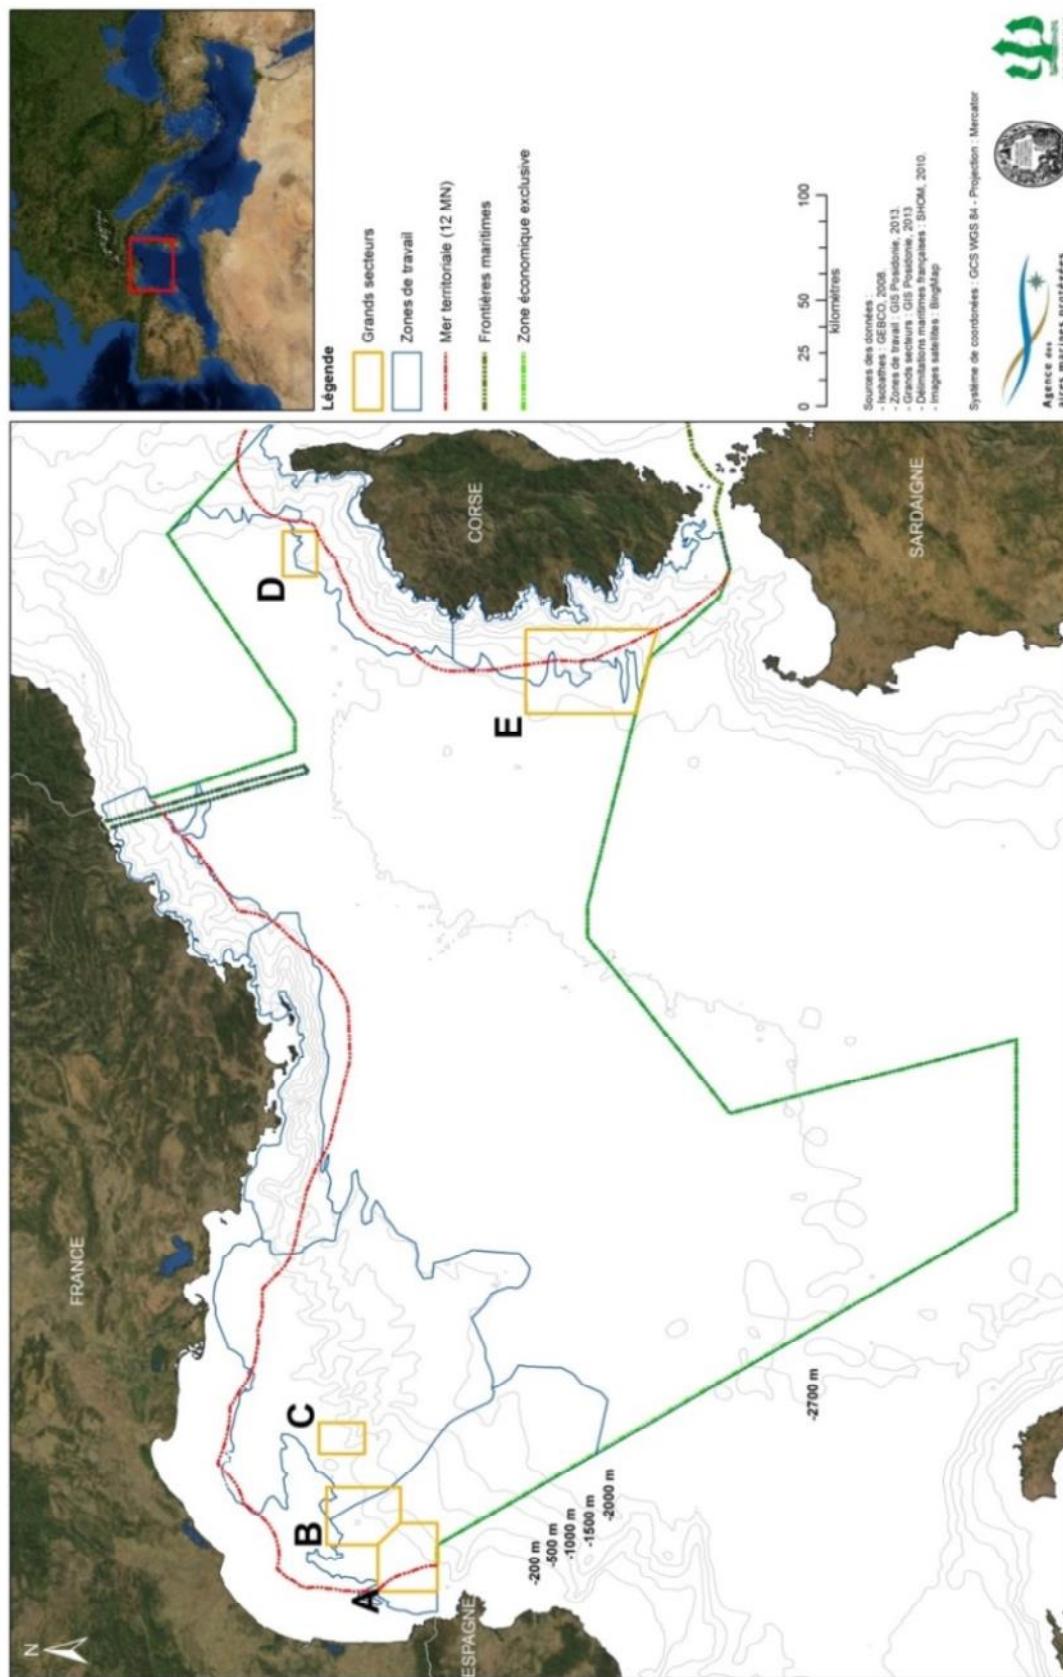 N
FRANCE
ESPAGNE
CORSE
SARDAIGNE
A
B
C
D
E
-200 m
-500 m
-1000 m
-1500 m
-2000 m
-2700 m
Légende
Grands secteurs
Zones de travail
Mer territoriale (12 MN)
Frontières maritimes
Zone économique exclusive
0 25 50 100
kilomètres
Sources des données :
- Isobathes : GEBCO, 2008.
- Zones de travail : GIS Posidonie, 2013.
- Grands secteurs : GIS Posidonie, 2013
- Délimitations maritimes françaises : SHOM, 2010.
- Images satellites : BingMap
Système de coordonées : GCS WGS 84 - Projection : Mercator
Agence des
aires marines protégées